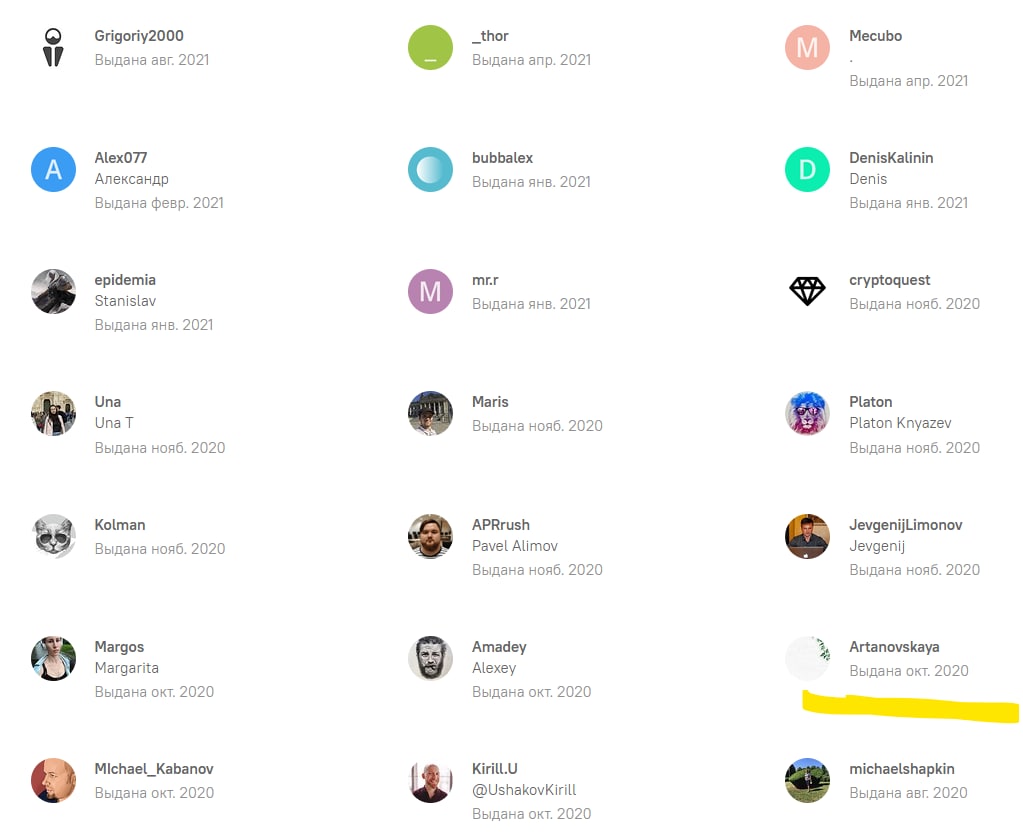 Grigoriy2000
Выдана авг. 2021
_
_thor
Выдана апр. 2021
M
Mecubo
.
Выдана апр. 2021
A
Alex077
Александр
Выдана февр. 2021
bubbalex
Выдана янв. 2021
D
DenisKalinin
Denis
Выдана янв. 2021
epidemia
Stanislav
Выдана янв. 2021
M
mr.r
Выдана янв. 2021
cryptoquest
Выдана нояб. 2020
Una
Una T
Выдана нояб. 2020
Maris
Выдана нояб. 2020
Platon
Platon Knyazev
Выдана нояб. 2020
Kolman
Выдана нояб. 2020
APRrush
Pavel Alimov
Выдана нояб. 2020
JevgenijLimonov
Jevgenij
Выдана нояб. 2020
Margos
Margarita
Выдана окт. 2020
Amadey
Alexey
Выдана окт. 2020
Artanovskaya
Выдана окт. 2020
MIchael_Kabanov
Выдана окт. 2020
Kirill.U
@UshakovKirill
Выдана окт. 2020
michaelshapkin
Выдана авг. 2020